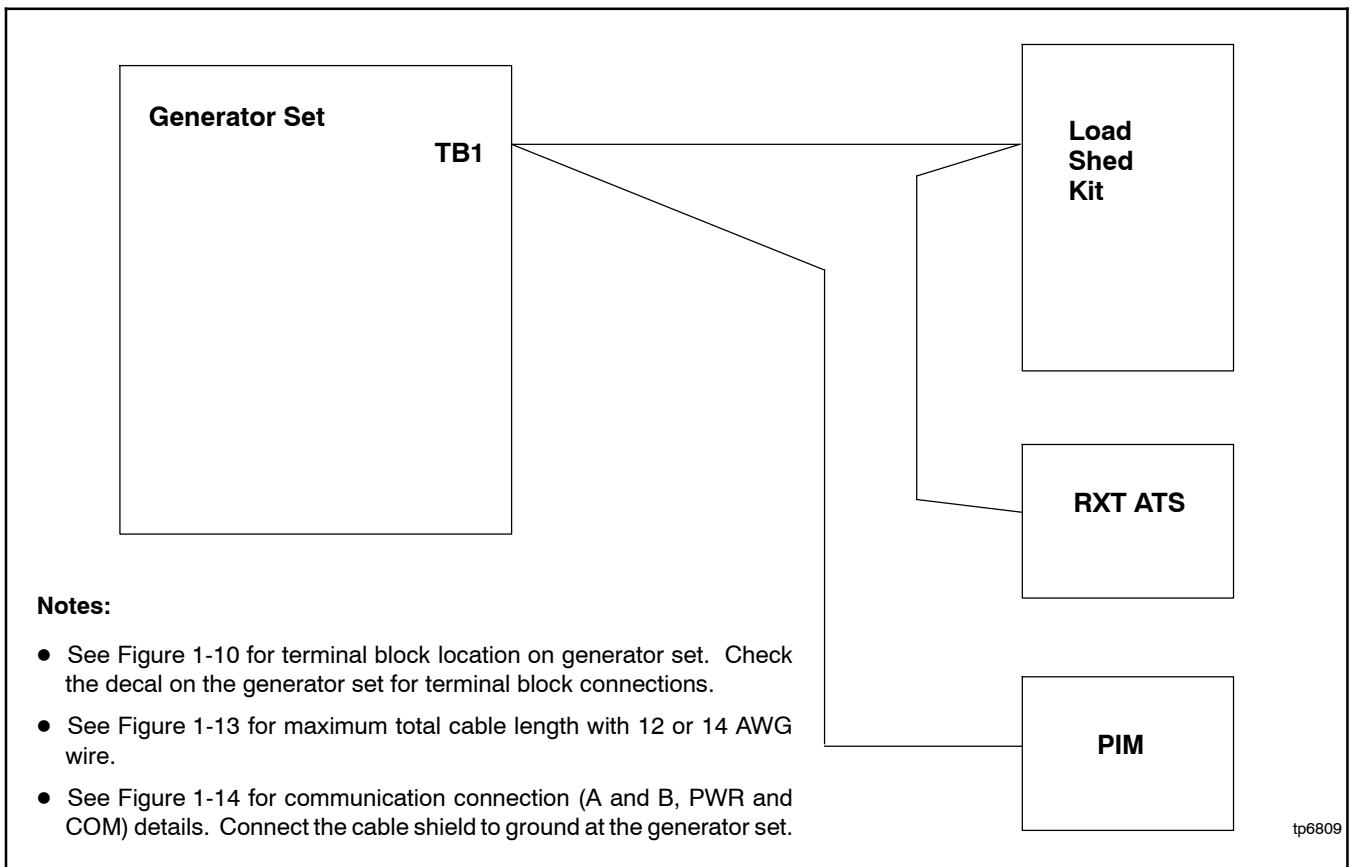 Generator Set
TB1
Load
Shed
Kit
RXT ATS
PIM
Notes:
● See Figure 1-10 for terminal block location on generator set. Check
the decal on the generator set for terminal block connections.
● See Figure 1-13 for maximum total cable length with 12 or 14 AWG
wire.
● See Figure 1-14 for communication connection (A and B, PWR and
COM) details. Connect the cable shield to ground at the generator set.
tp6809